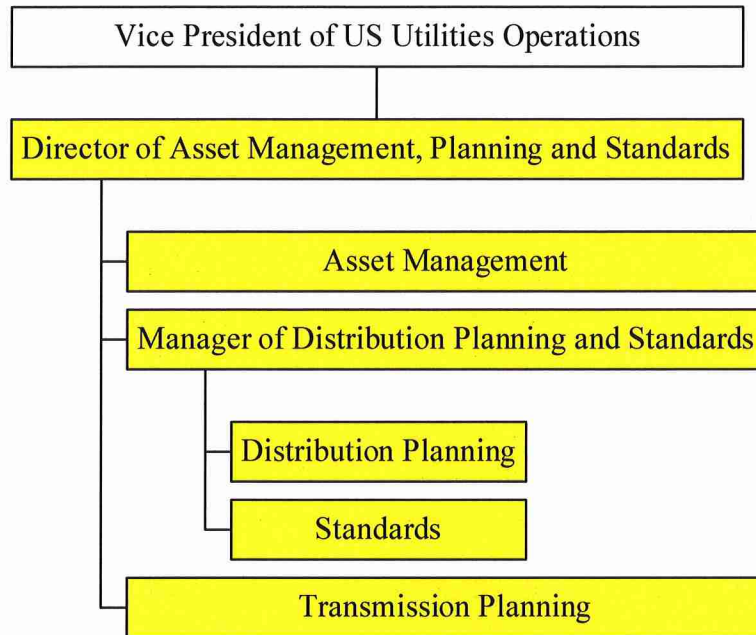 Vice President of US Utilities Operations
Director of Asset Management, Planning and Standards
Asset Management
Manager of Distribution Planning and Standards
Distribution Planning
Standards
Transmission Planning